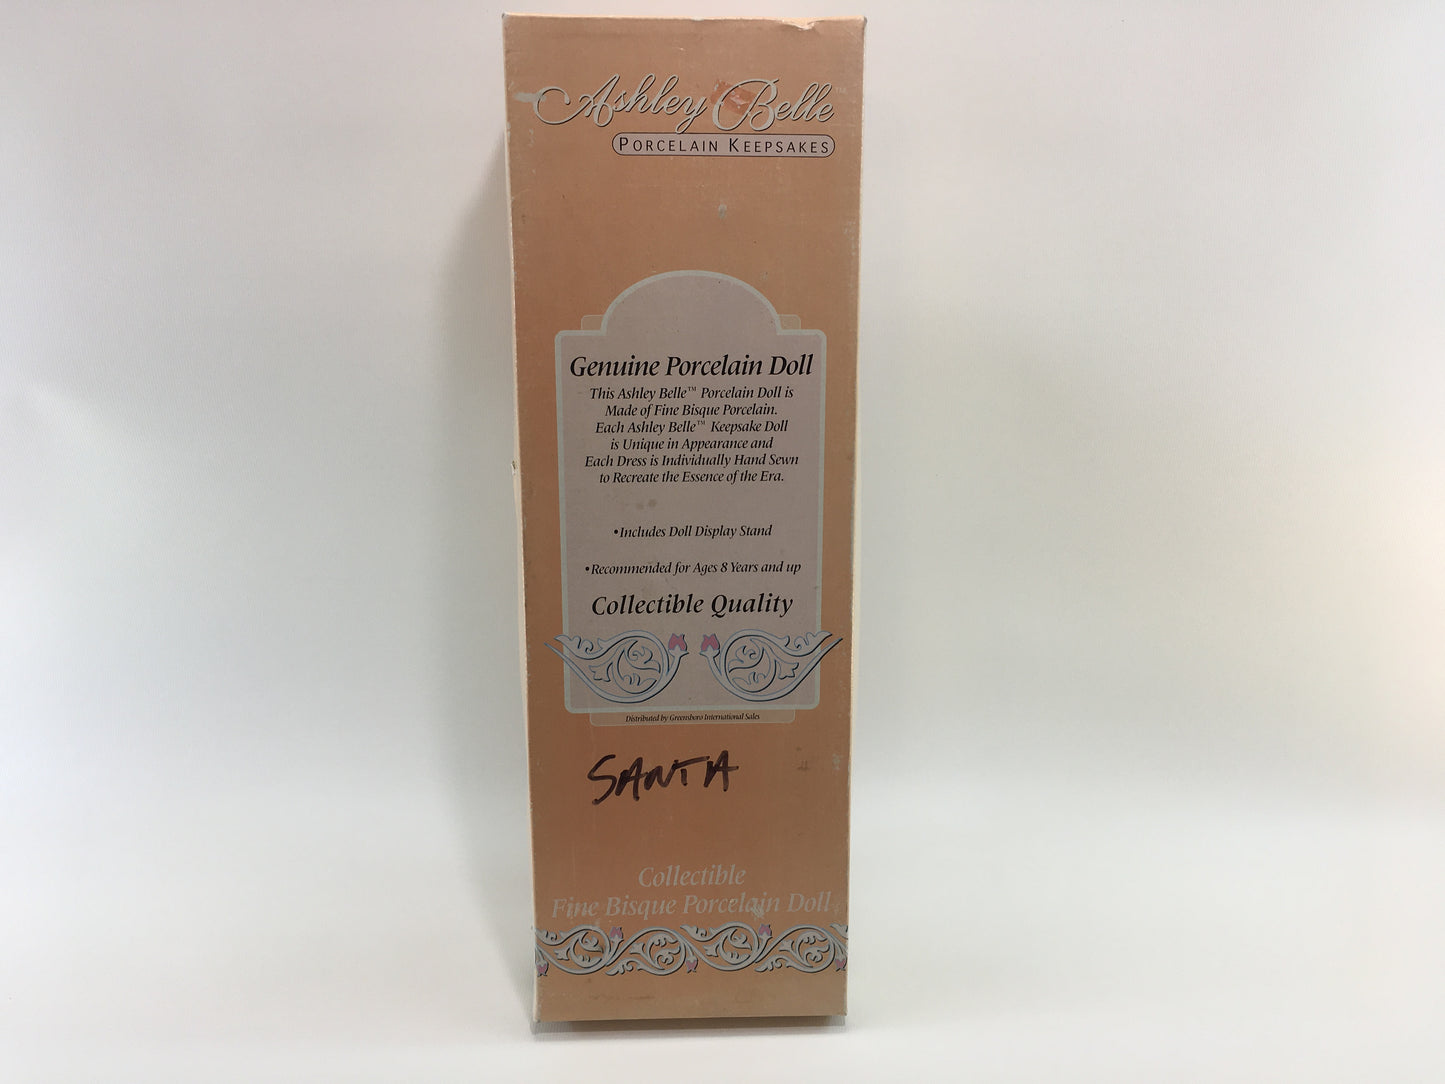 Ashley Belle™
PORCELAIN KEEPSAKES
Genuine Porcelain Doll
This Ashley Belle™ Porcelain Doll is
Made of Fine Bisque Porcelain.
Each Ashley Belle™ Keepsake Doll
is Unique in Appearance and
Each Dress is Individually Hand Sewn
to Recreate the Essence of the Era.
•Includes Doll Display Stand
•Recommended for Ages 8 Years and up
Collectible Quality
Distributed by Greensboro International Sales
SANTA
Collectible
Fine Bisque Porcelain Doll